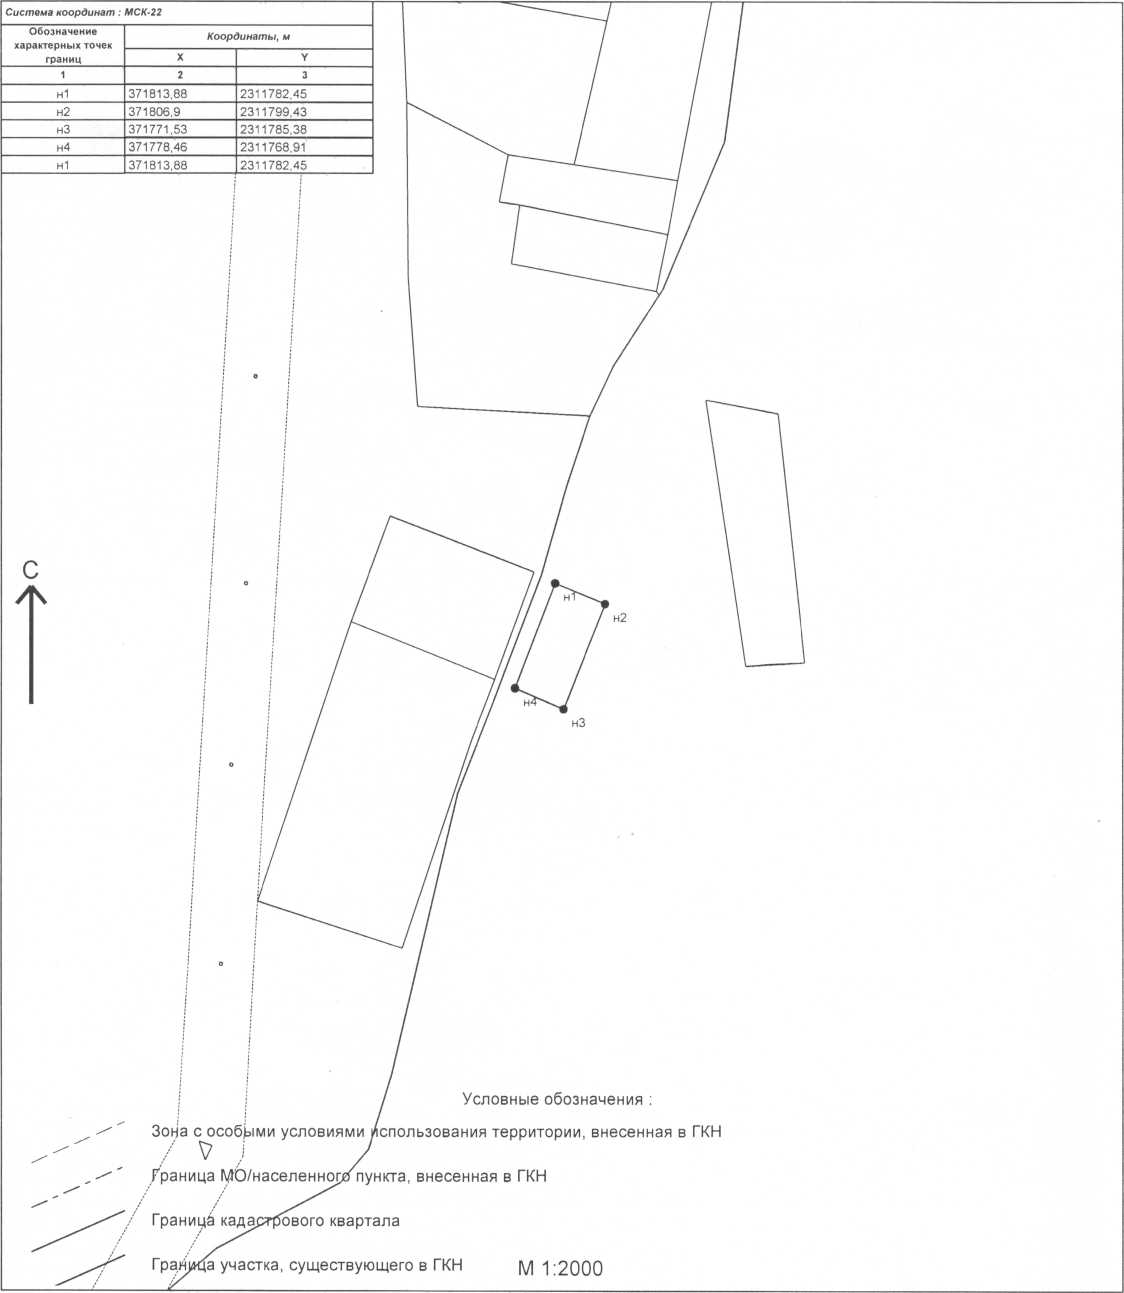 Система координат : МСК-22
Обозначение характерных точек границ
Координаты, м
X Y
1 2 3
н1 371813,88 2311782,45
н2 371806,9 2311799,43
н3 371771,53 2311785,38
н4 371778,46 2311768,91
н1 371813,88 2311782,45
С
н1
н2
н4
н3
Условные обозначения :
Зона с особыми условиями использования территории, внесенная в ГКН
Граница МО/населенного пункта, внесенная в ГКН
Граница кадастрового квартала
Граница участка, существующего в ГКН
М 1:2000